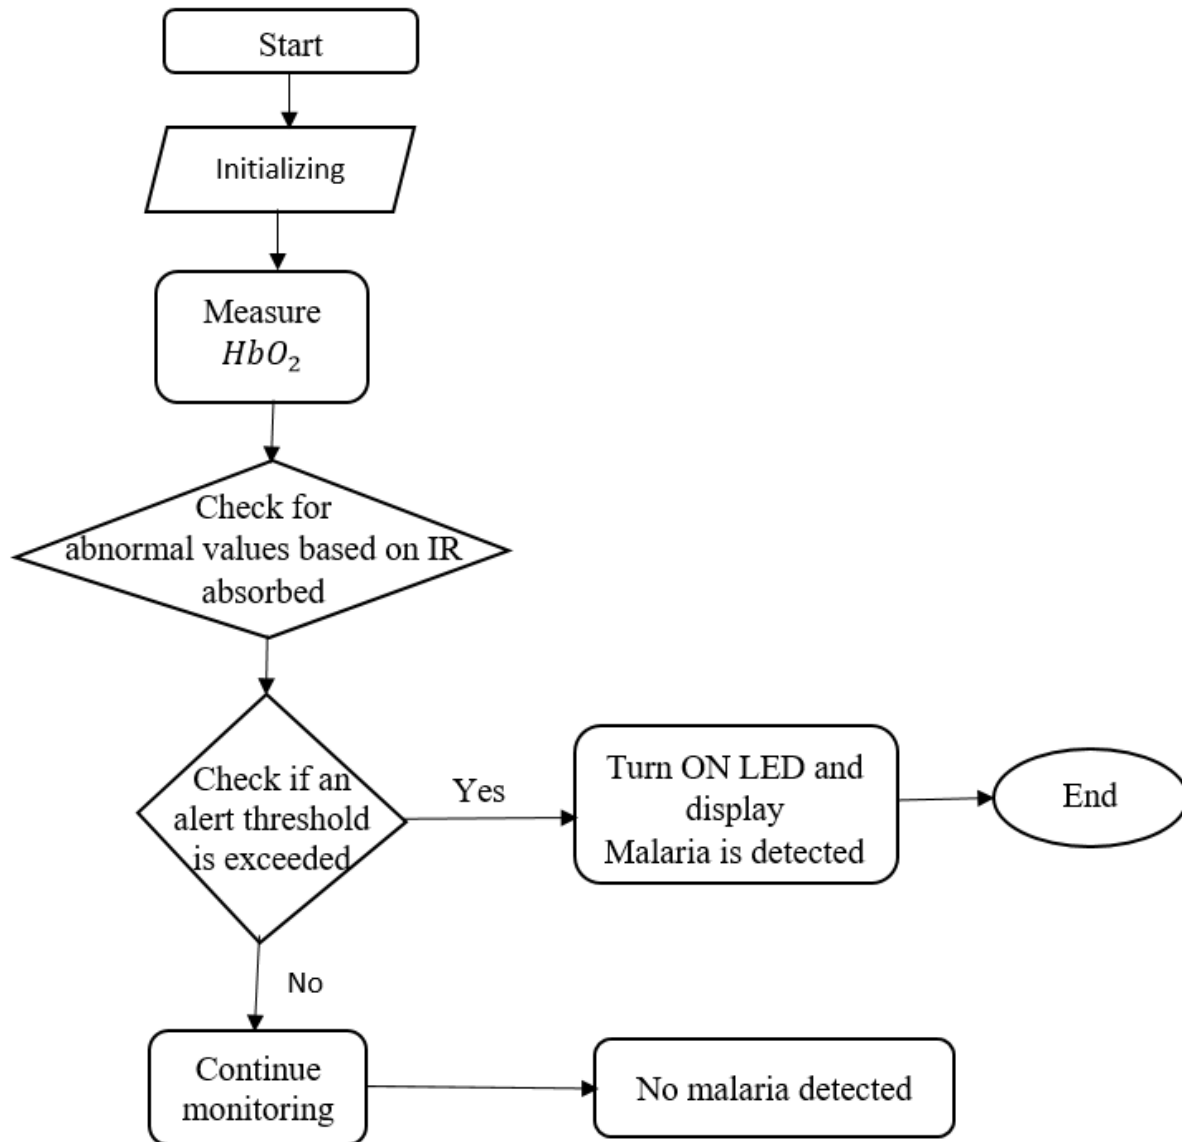 Start
Initializing
Measure
HbO₂
Check for
abnormal values based on IR
absorbed
Check if an
alert threshold
is exceeded
Yes
Turn ON LED and
display
Malaria is detected
End
No
Continue
monitoring
No malaria detected